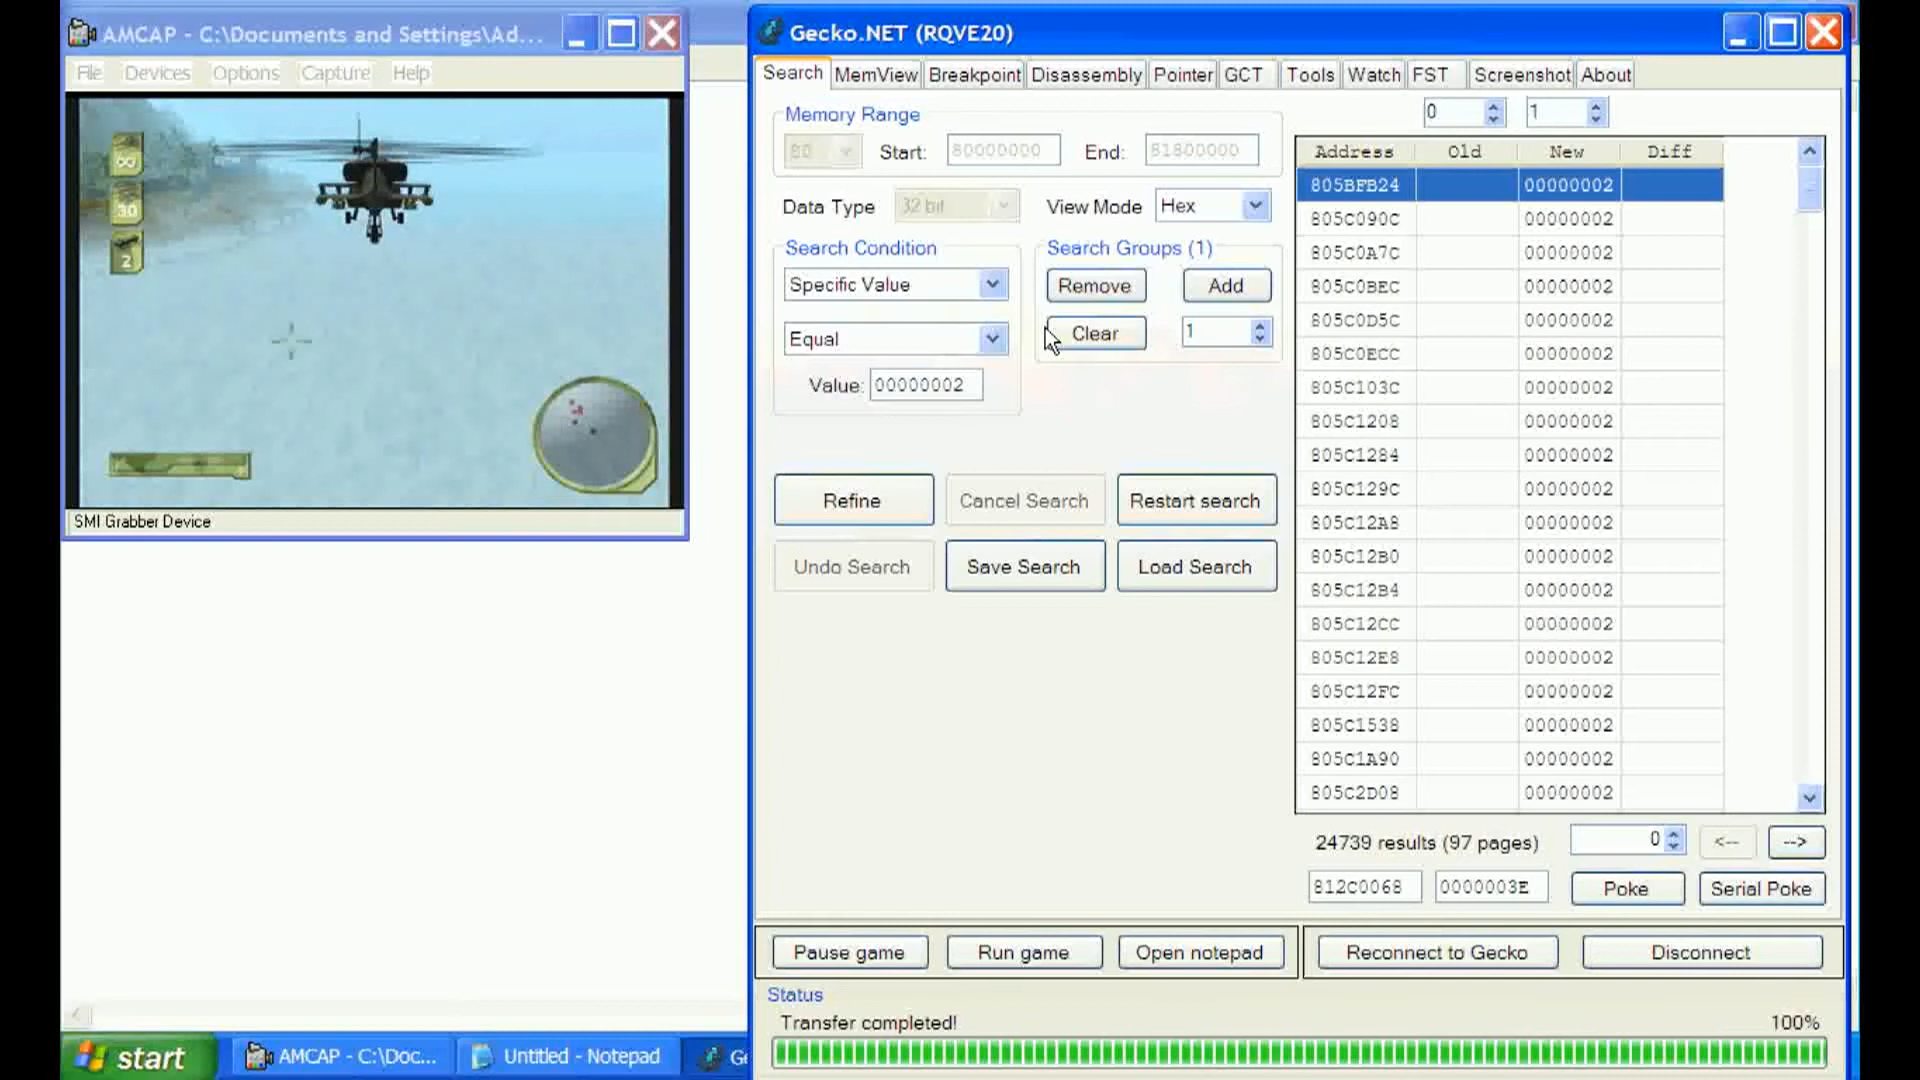 AMCAP - C:\Documents and Settings\Ad...
File Devices Options Capture Help
∞
30
2
SMI Grabber Device
Gecko.NET (RQVE20)
Search MemView Breakpoint Disassembly Pointer GCT Tools Watch FST Screenshot About
Memory Range
80 Start: 80000000 End: 81800000
Data Type 32 bit View Mode Hex
Search Condition
Specific Value
Equal
Value: 00000002
Search Groups (1)
Remove Add
Clear 1
Refine Cancel Search Restart search
Undo Search Save Search Load Search
0 1
Address Old New Diff
805BFB24 00000002
805C090C 00000002
805C0A7C 00000002
805C0BEC 00000002
805C0D5C 00000002
805C0ECC 00000002
805C103C 00000002
805C1208 00000002
805C1284 00000002
805C129C 00000002
805C12A8 00000002
805C12B0 00000002
805C12B4 00000002
805C12CC 00000002
805C12E8 00000002
805C12FC 00000002
805C1538 00000002
805C1A90 00000002
805C2D08 00000002
24739 results (97 pages) 0 <-- -->
812C0068 0000003E Poke Serial Poke
Pause game Run game Open notepad Reconnect to Gecko Disconnect
Status
Transfer completed! 100%
start AMCAP - C:\Doc... Untitled - Notepad Ge